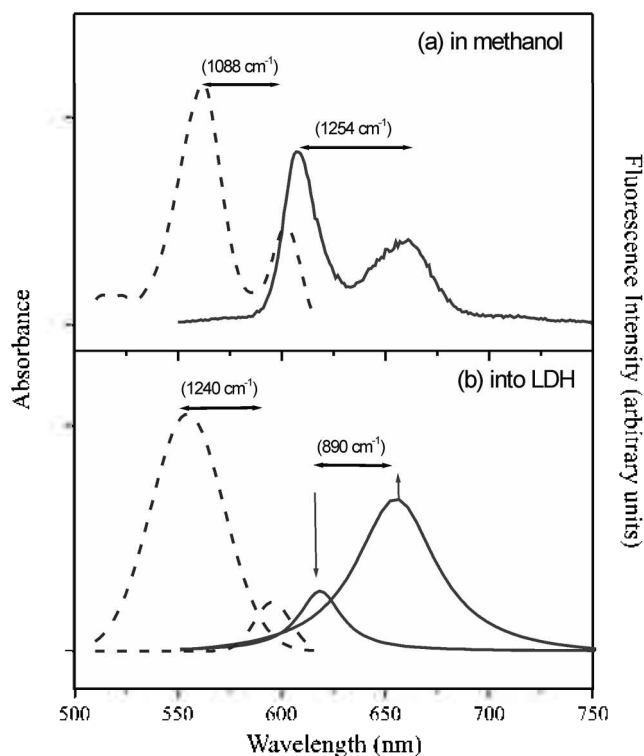 (a) in methanol
(1088 cm-1)
(1254 cm-1)
Absorbance
Fluorescence Intensity (arbitrary units)
(b) into LDH
(1240 cm-1)
(890 cm-1)
500 550 600 650 700 750
Wavelength (nm)